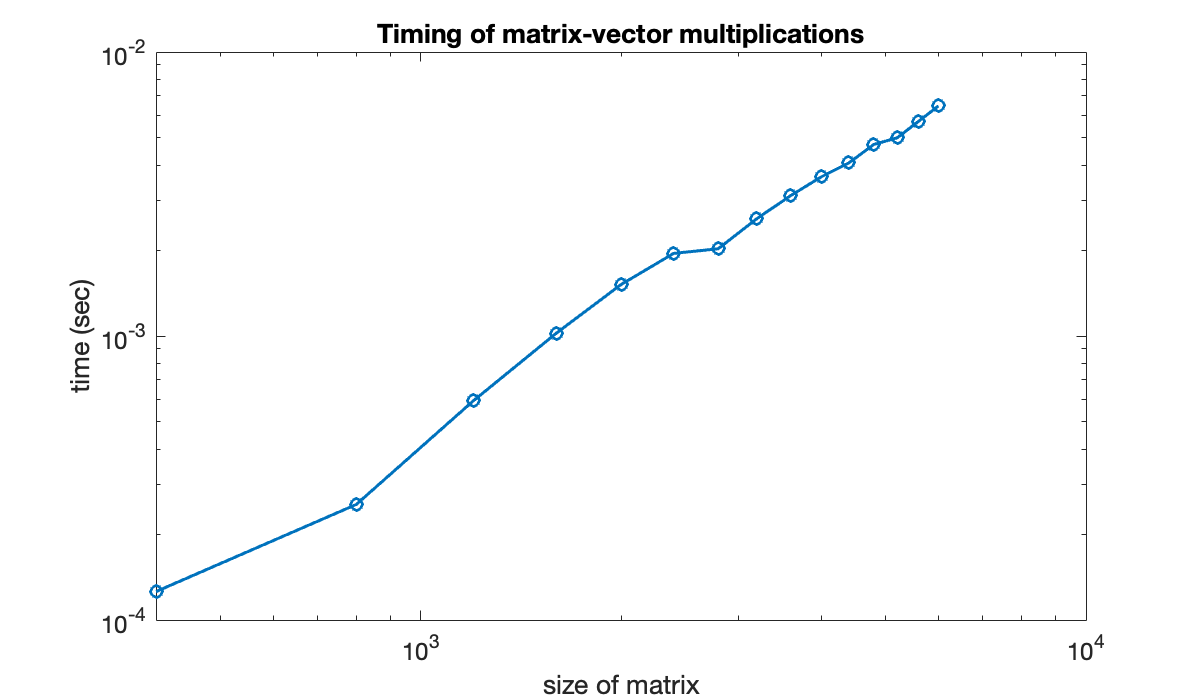 Timing of matrix-vector multiplications
10^-2
10^-3
10^-4
time (sec)
10^3
10^4
size of matrix